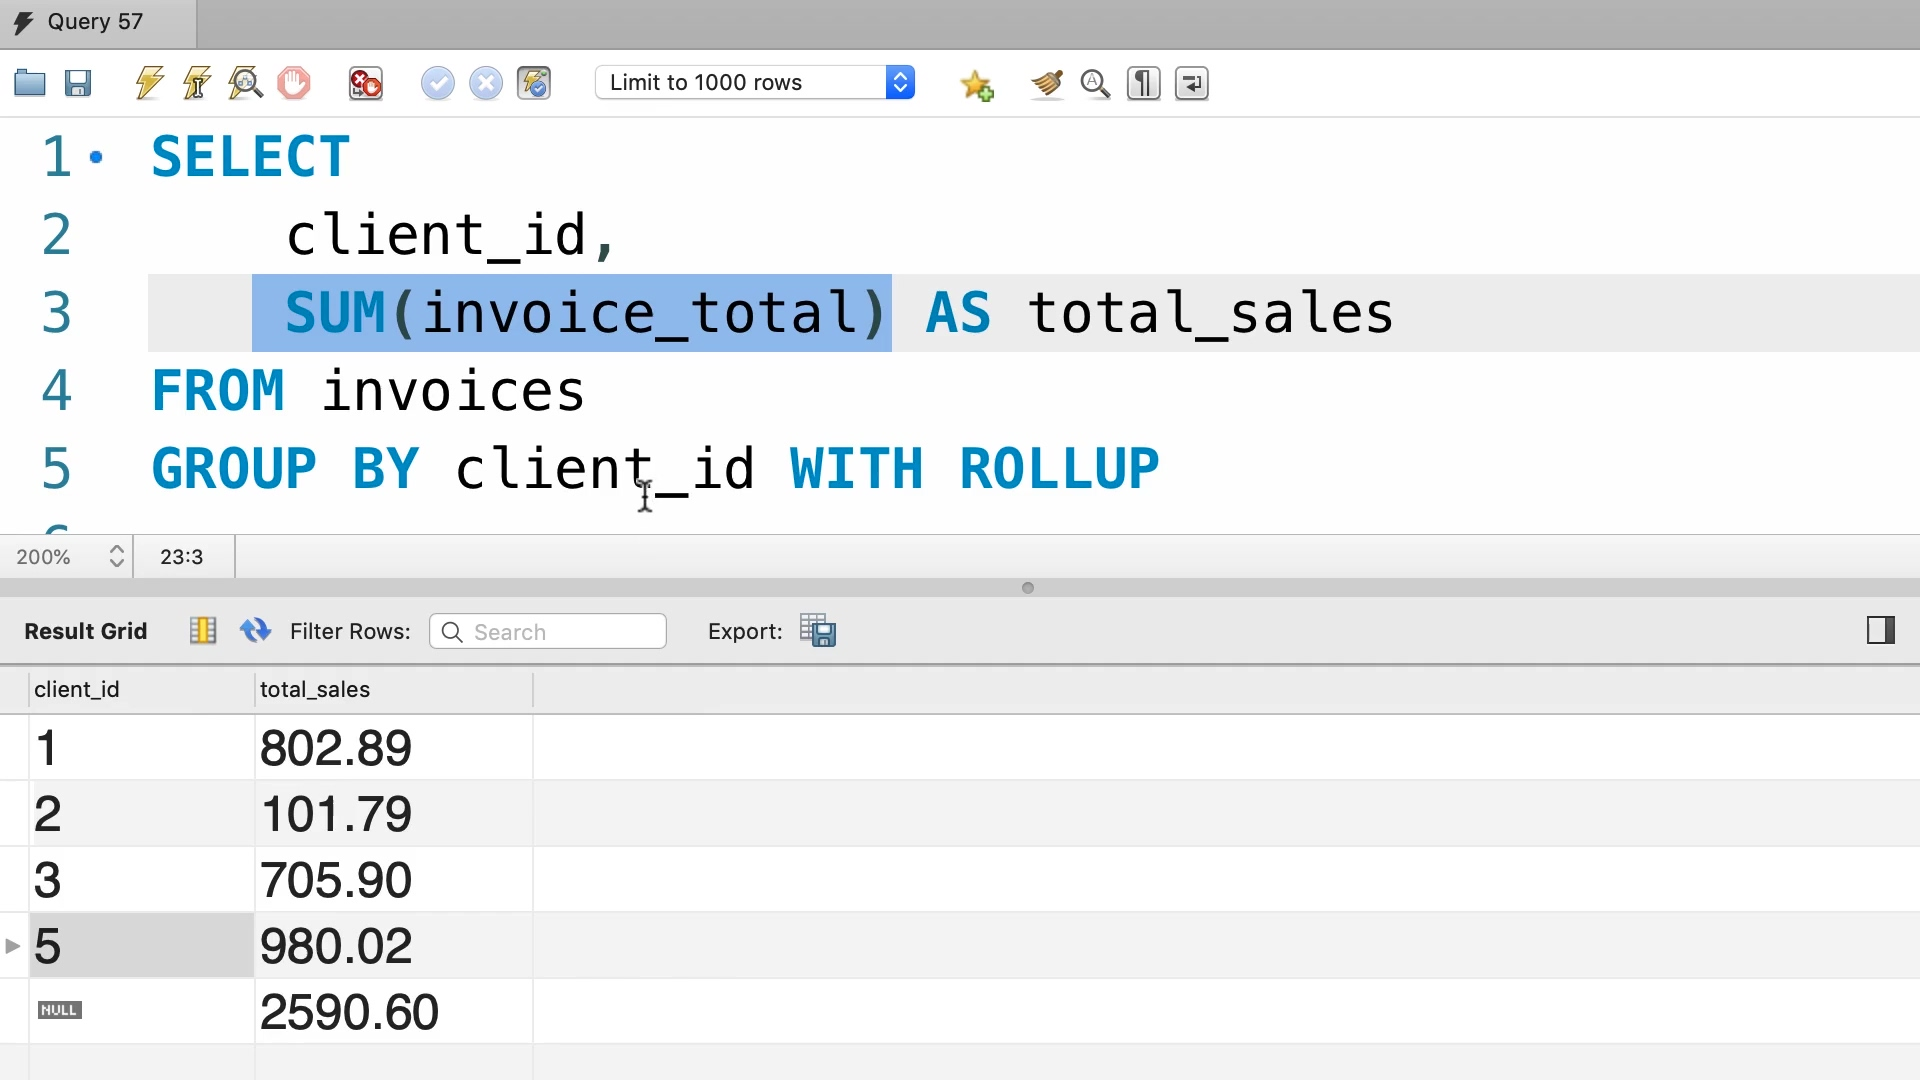 Query 57
Limit to 1000 rows
1 SELECT
2 client_id,
3 SUM(invoice_total) AS total_sales
4 FROM invoices
5 GROUP BY client_id WITH ROLLUP
200% 23:3
Result Grid Filter Rows: Search Export:
client_id total_sales
1 802.89
2 101.79
3 705.90
5 980.02
NULL 2590.60